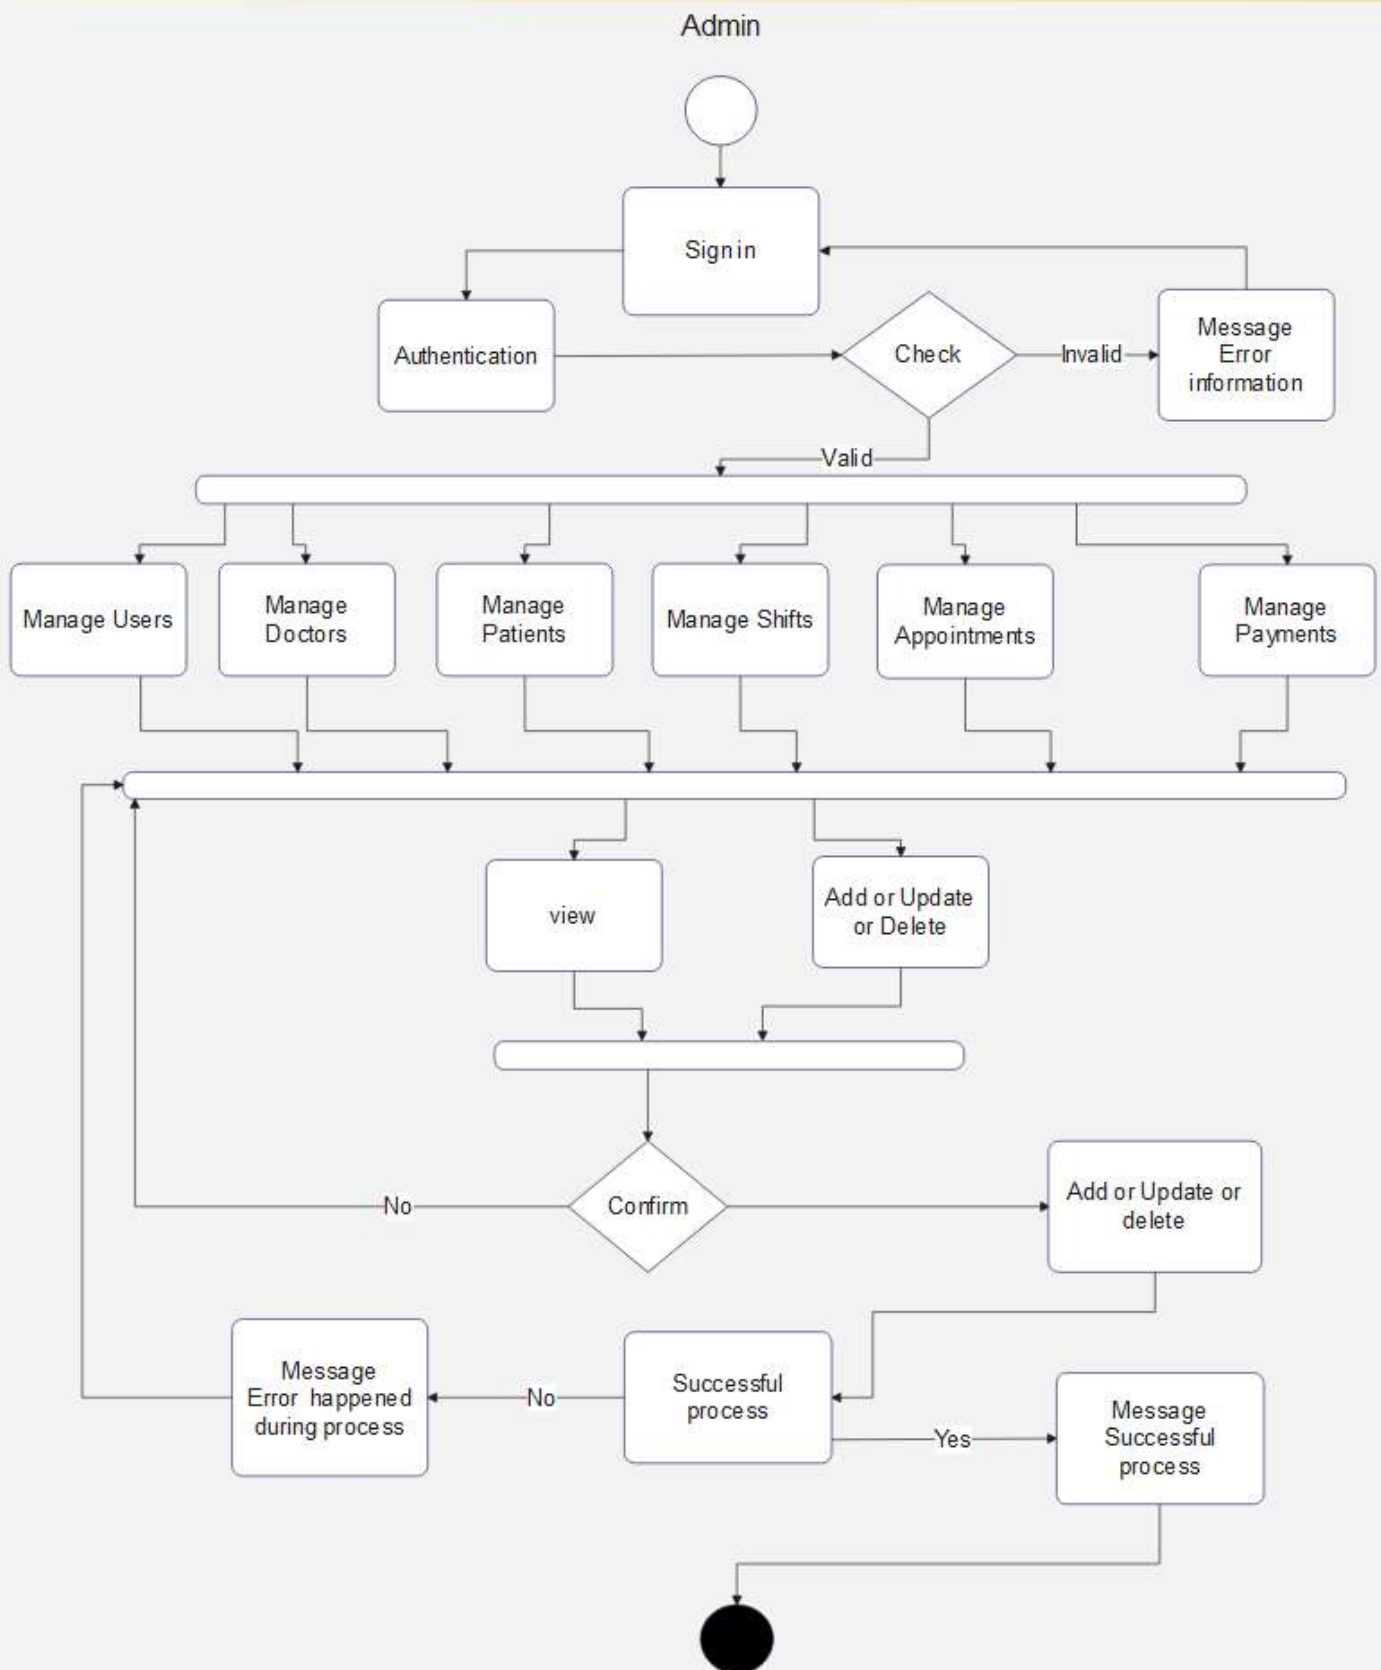 Admin
Sign in
Authentication
Check
Invalid
Message
Error
information
Valid
Manage Users
Manage
Doctors
Manage
Patients
Manage Shifts
Manage
Appointments
Manage
Payments
view
Add or Update
or Delete
No
Confirm
Add or Update or
delete
Message
Error happened
during process
No
Successful
process
Yes
Message
Successful
process